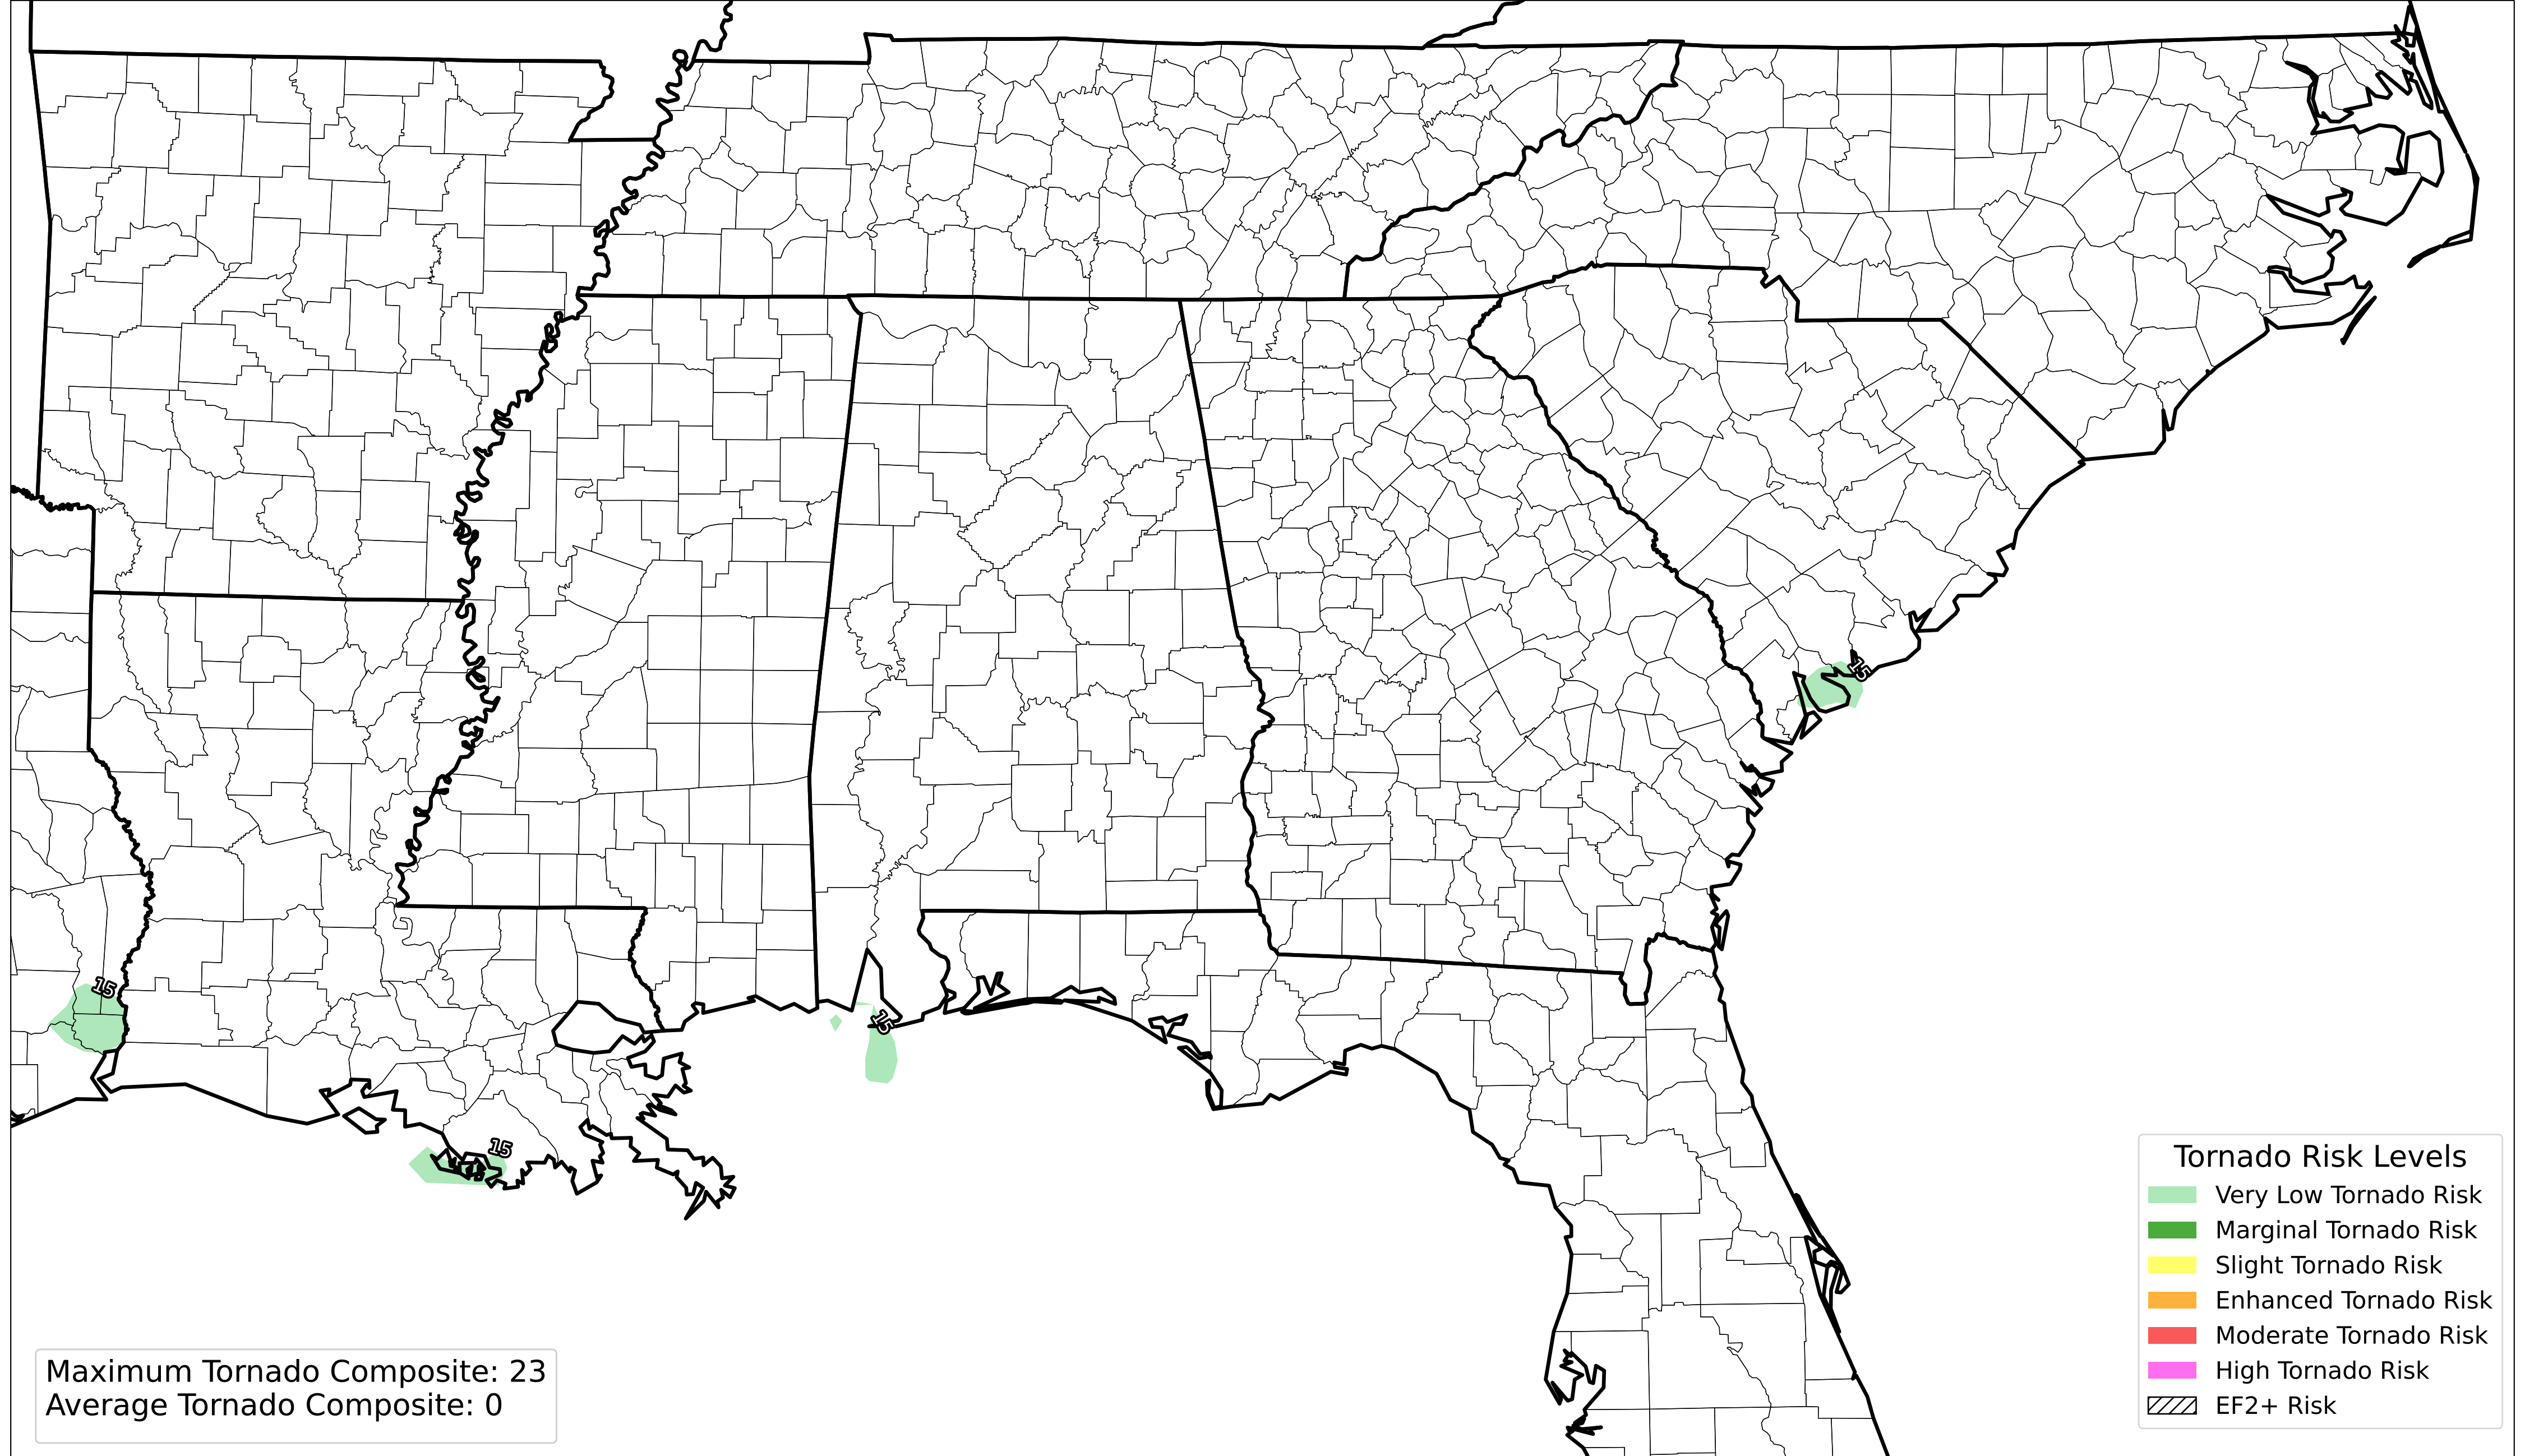 15
15
15
15
Tornado Risk Levels
Very Low Tornado Risk
Marginal Tornado Risk
Slight Tornado Risk
Enhanced Tornado Risk
Moderate Tornado Risk
High Tornado Risk
EF2+ Risk
Maximum Tornado Composite: 23
Average Tornado Composite: 0